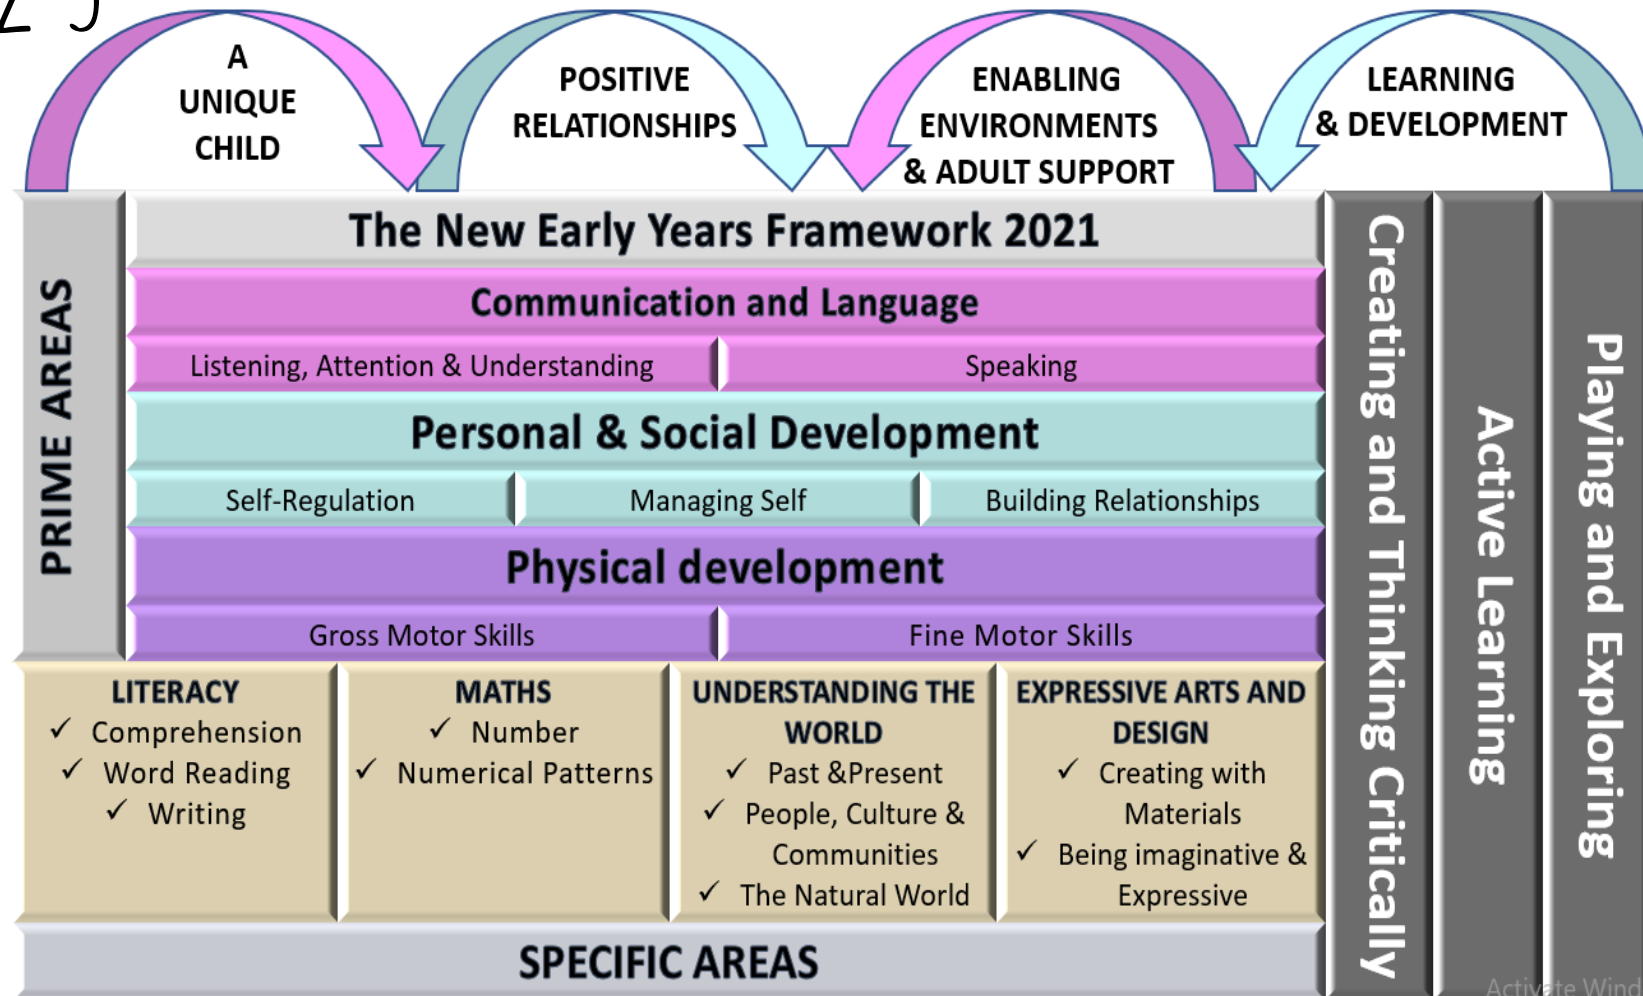 A
UNIQUE
CHILD
POSITIVE
RELATIONSHIPS
ENABLING
ENVIRONMENTS
& ADULT SUPPORT
LEARNING
& DEVELOPMENT
PRIME AREAS
The New Early Years Framework 2021
Communication and Language
Listening, Attention & Understanding
Speaking
Personal & Social Development
Self-Regulation
Managing Self
Building Relationships
Physical development
Gross Motor Skills
Fine Motor Skills
LITERACY
✓ Comprehension
✓ Word Reading
✓ Writing
MATHS
✓ Number
✓ Numerical Patterns
UNDERSTANDING THE
WORLD
✓ Past &Present
✓ People, Culture &
Communities
✓ The Natural World
EXPRESSIVE ARTS AND
DESIGN
✓ Creating with
Materials
✓ Being imaginative &
Expressive
SPECIFIC AREAS
Creating and Thinking Critically
Active Learning
Playing and Exploring
Activate Wind